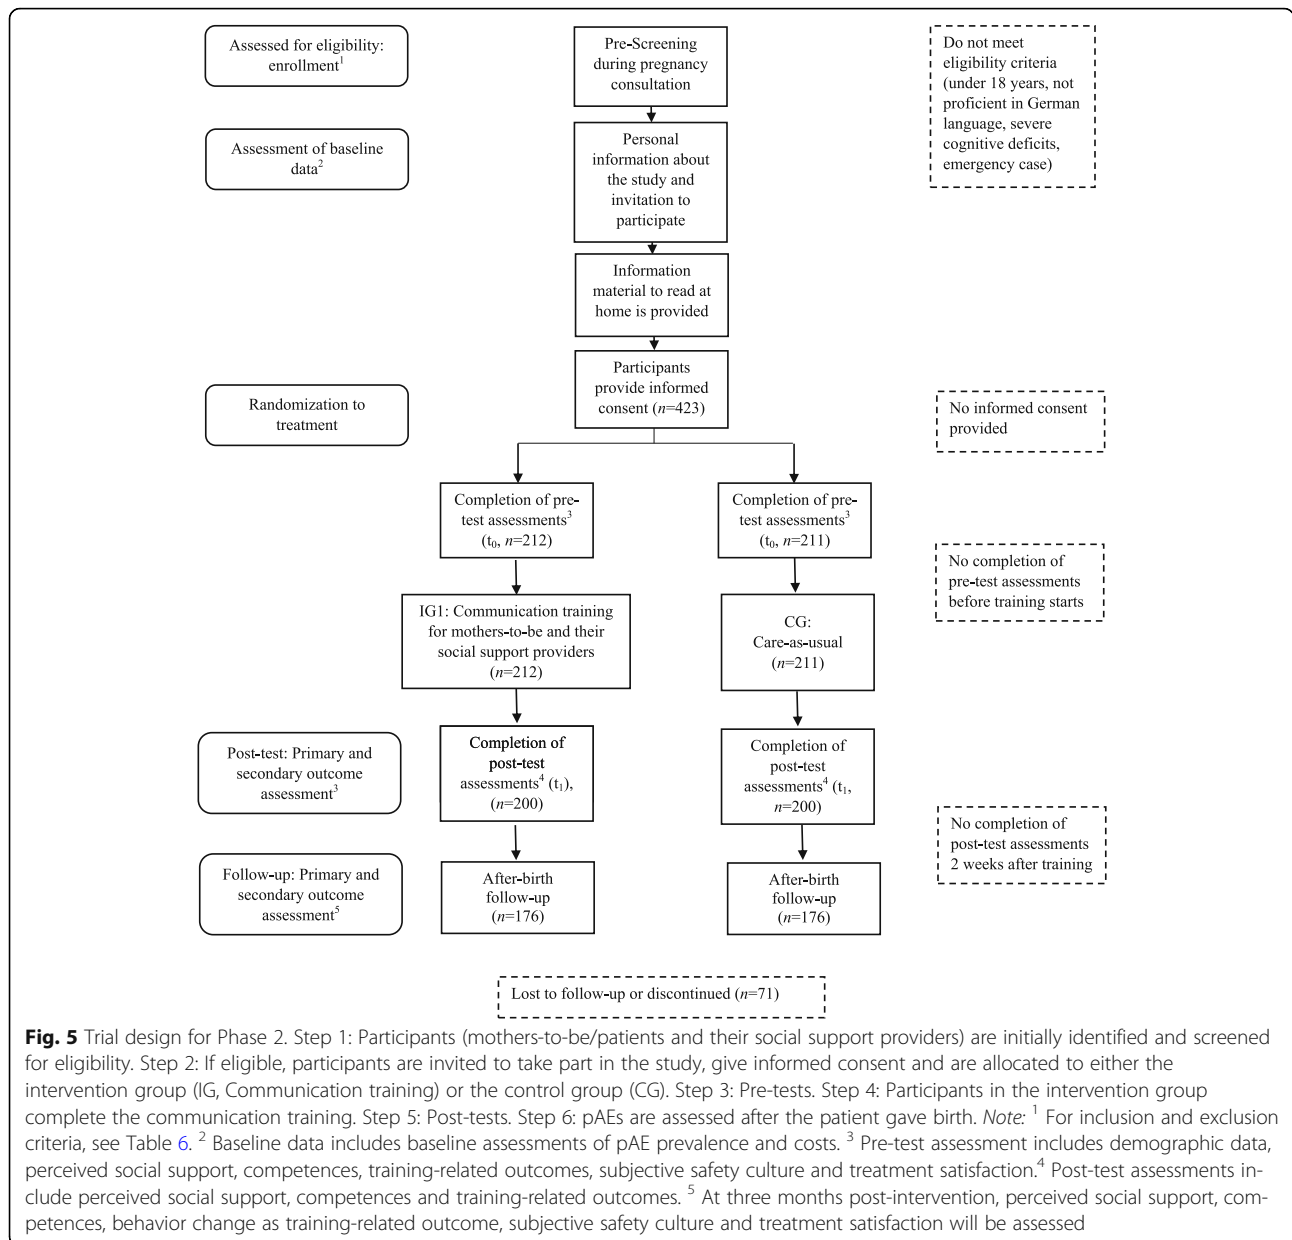 Assessed for eligibility:
enrollment1
Pre-Screening
during pregnancy
consultation
Do not meet
eligibility criteria
(under 18 years, not
proficient in German
language, severe
cognitive deficits,
emergency case)
Assessment of baseline
data2
Personal
information about
the study and
invitation to
participate
Information
material to read at
home is provided
Participants
provide informed
consent (n=423)
Randomization to
treatment
No informed consent
provided
Completion of pre-
test assessments3
(t0, n=212)
Completion of pre-
test assessments3
(t0, n=211)
No completion of
pre-test assessments
before training starts
IG1: Communication training
for mothers-to-be and their
social support providers
(n=212)
CG:
Care-as-usual
(n=211)
Post-test: Primary and
secondary outcome
assessment3
Completion of
post-test
assessments4 (t1),
(n=200)
Completion of
post-test
assessments4 (t1,
n=200)
No completion of
post-test assessments
2 weeks after training
Follow-up: Primary and
secondary outcome
assessment5
After-birth
follow-up
(n=176)
After-birth
follow-up
(n=176)
Lost to follow-up or discontinued (n=71)
Fig. 5 Trial design for Phase 2. Step 1: Participants (mothers-to-be/patients and their social support providers) are initially identified and screened
for eligibility. Step 2: If eligible, participants are invited to take part in the study, give informed consent and are allocated to either the
intervention group (IG, Communication training) or the control group (CG). Step 3: Pre-tests. Step 4: Participants in the intervention group
complete the communication training. Step 5: Post-tests. Step 6: pAEs are assessed after the patient gave birth. Note: 1 For inclusion and exclusion
criteria, see Table 6. 2 Baseline data includes baseline assessments of pAE prevalence and costs. 3 Pre-test assessment includes demographic data,
perceived social support, competences, training-related outcomes, subjective safety culture and treatment satisfaction.4 Post-test assessments in-
clude perceived social support, competences and training-related outcomes. 5 At three months post-intervention, perceived social support, com-
petences, behavior change as training-related outcome, subjective safety culture and treatment satisfaction will be assessed